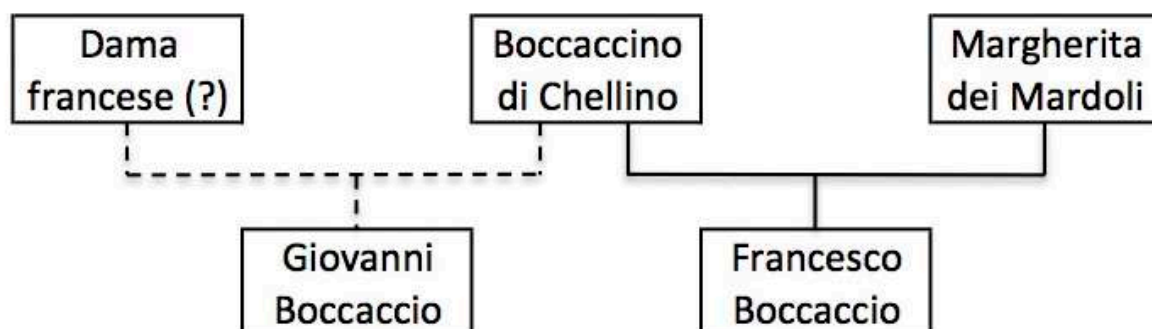 Dama
francese (?)
Boccaccino
di Chellino
Margherita
dei Mardoli
Giovanni
Boccaccio
Francesco
Boccaccio